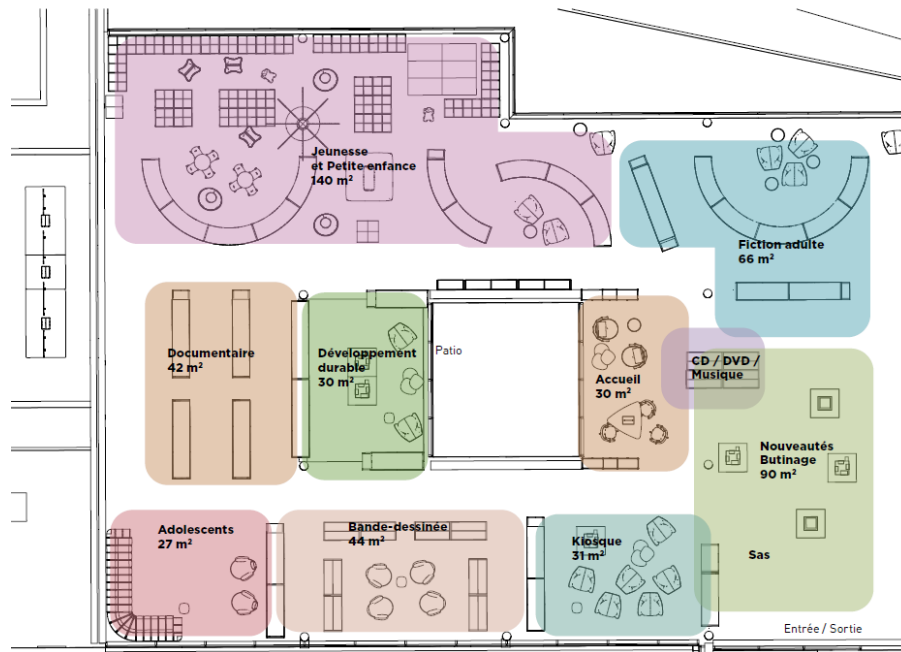 Jeunesse
et Petite enfance
140 m²
Fiction adulte
66 m²
Documentaire
42 m²
Développement
durable
30 m²
Patio
Accueil
30 m²
CD / DVD /
Musique
Nouveautés
Butinage
90 m²
Adolescents
27 m²
Bande-dessinée
44 m²
Kiosque
31 m²
Sas
Entrée / Sortie